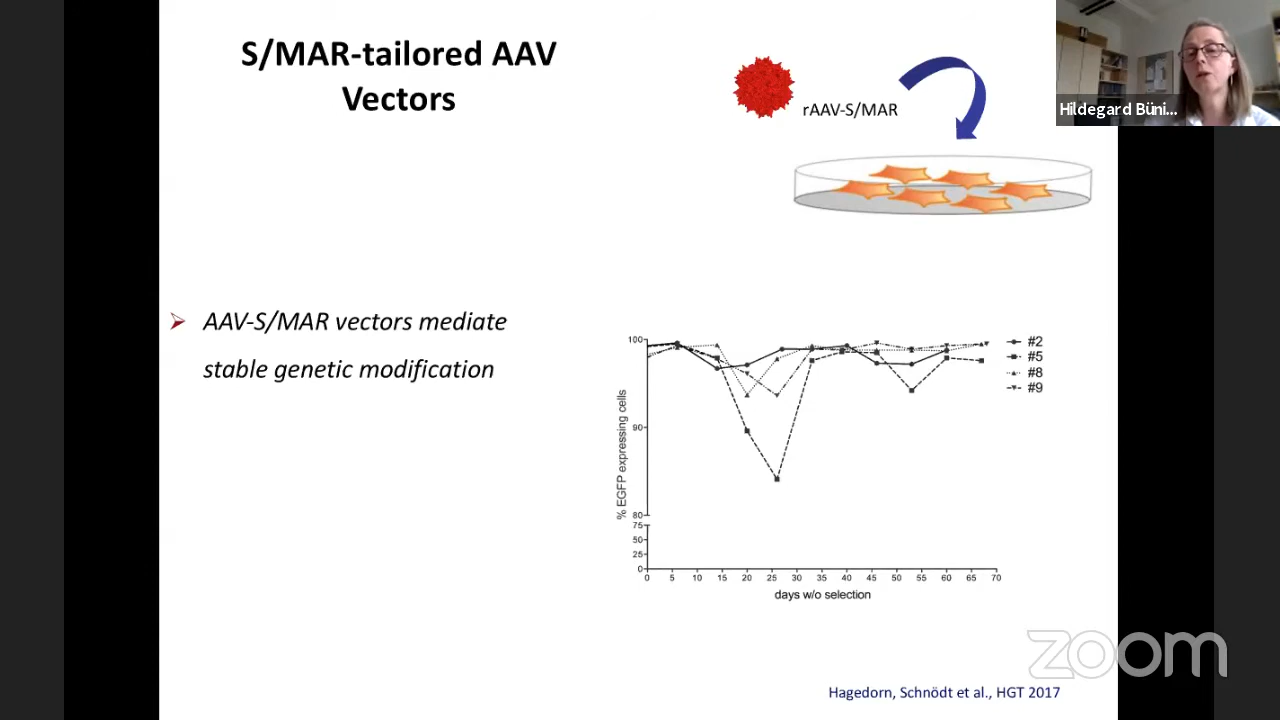 S/MAR-tailored AAV
Vectors
rAAV-S/MAR
Hildegard Büni...
AAV-S/MAR vectors mediate
stable genetic modification
% EGFP expressing cells
100
90
80
75
50
25
0
0 5 10 15 20 25 30 35 40 45 50 55 60 65 70
days w/o selection
#2
#5
#8
#9
zoom
Hagedorn, Schnödt et al., HGT 2017